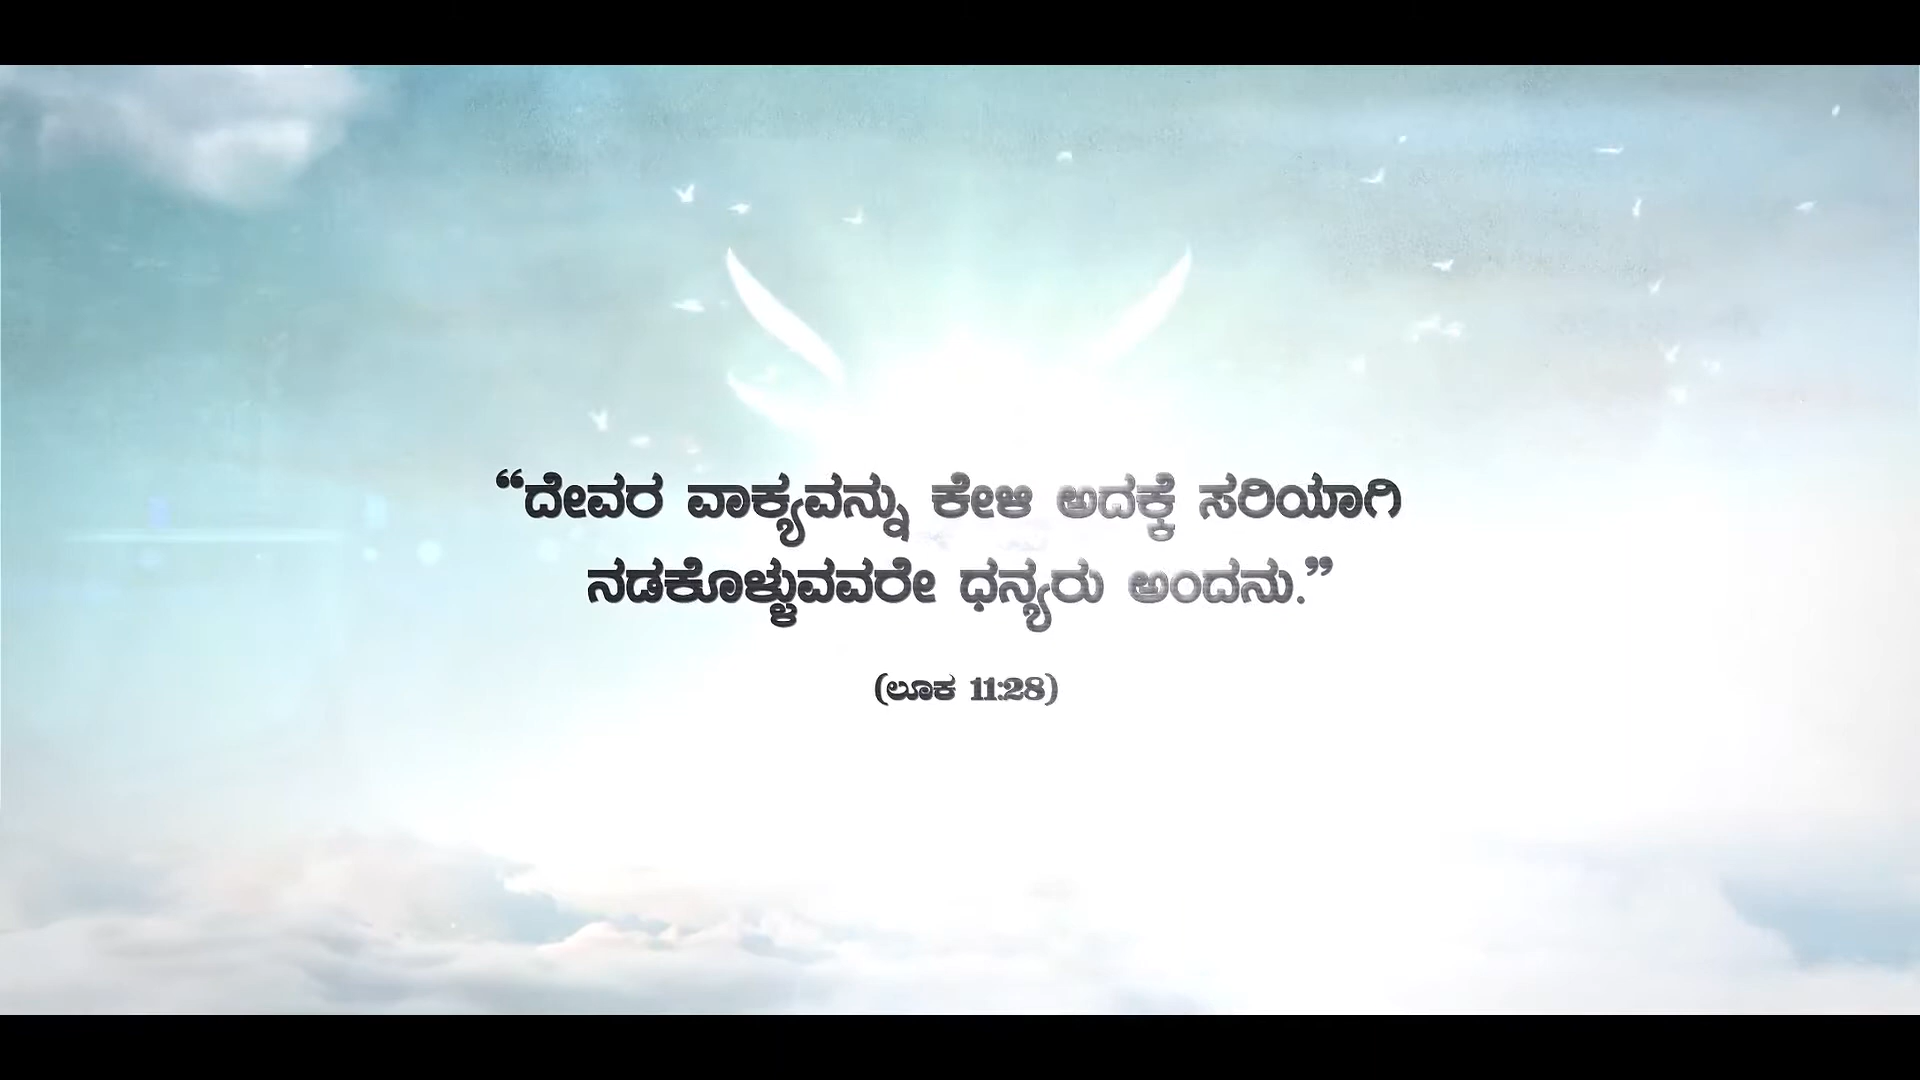 “ದೇವರ ವಾಕ್ಯವನ್ನು ಕೇಳಿ ಅದಕ್ಕೆ ಸರಿಯಾಗಿ
ನಡಕೊಳ್ಳುವವರೇ ಧನ್ಯರು ಅಂದನು.”
(ಲೂಕ 11:28)